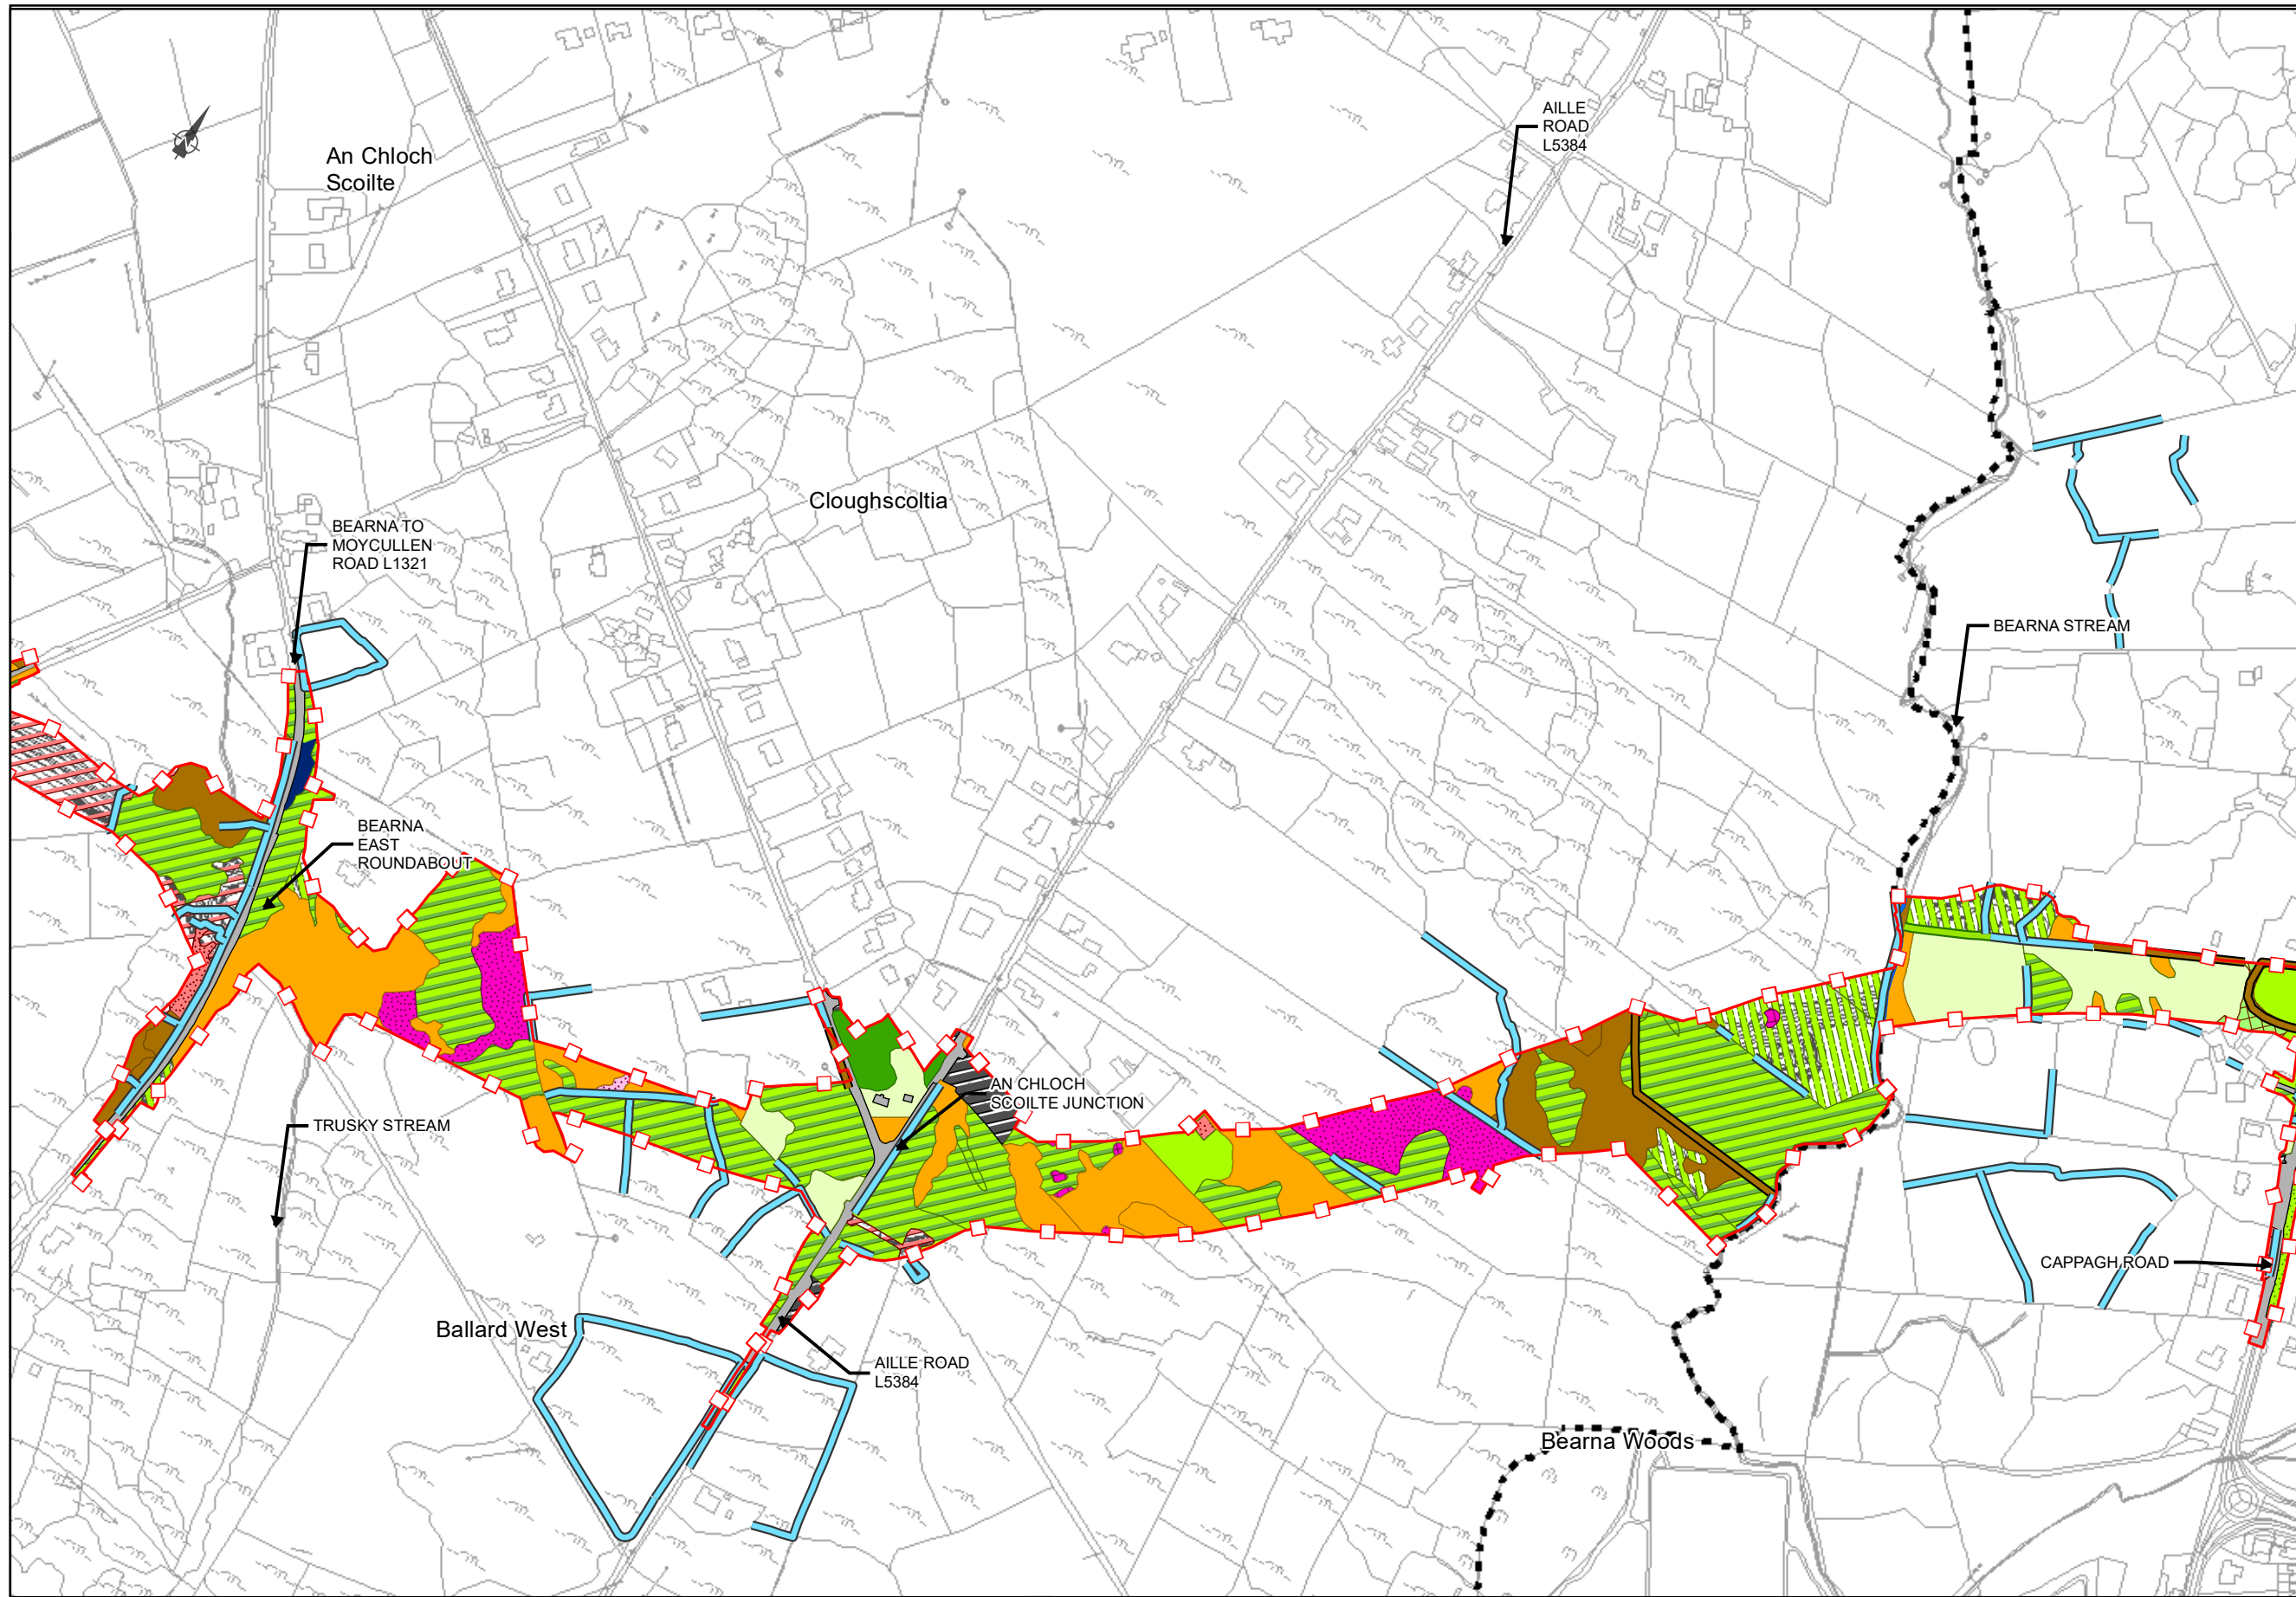 AILLE
ROAD
L5384
An Chloch
Scoilte
Cloughscoltia
BEARNA TO
MOYCULLEN
ROAD L1321
BEARNA STREAM
BEARNA
EAST
ROUNDABOUT
AN CHLOCH
SCOILTE JUNCTION
TRUSKY STREAM
CAPPAGH ROAD
Ballard West
AILLE ROAD
L5384
Bearna Woods